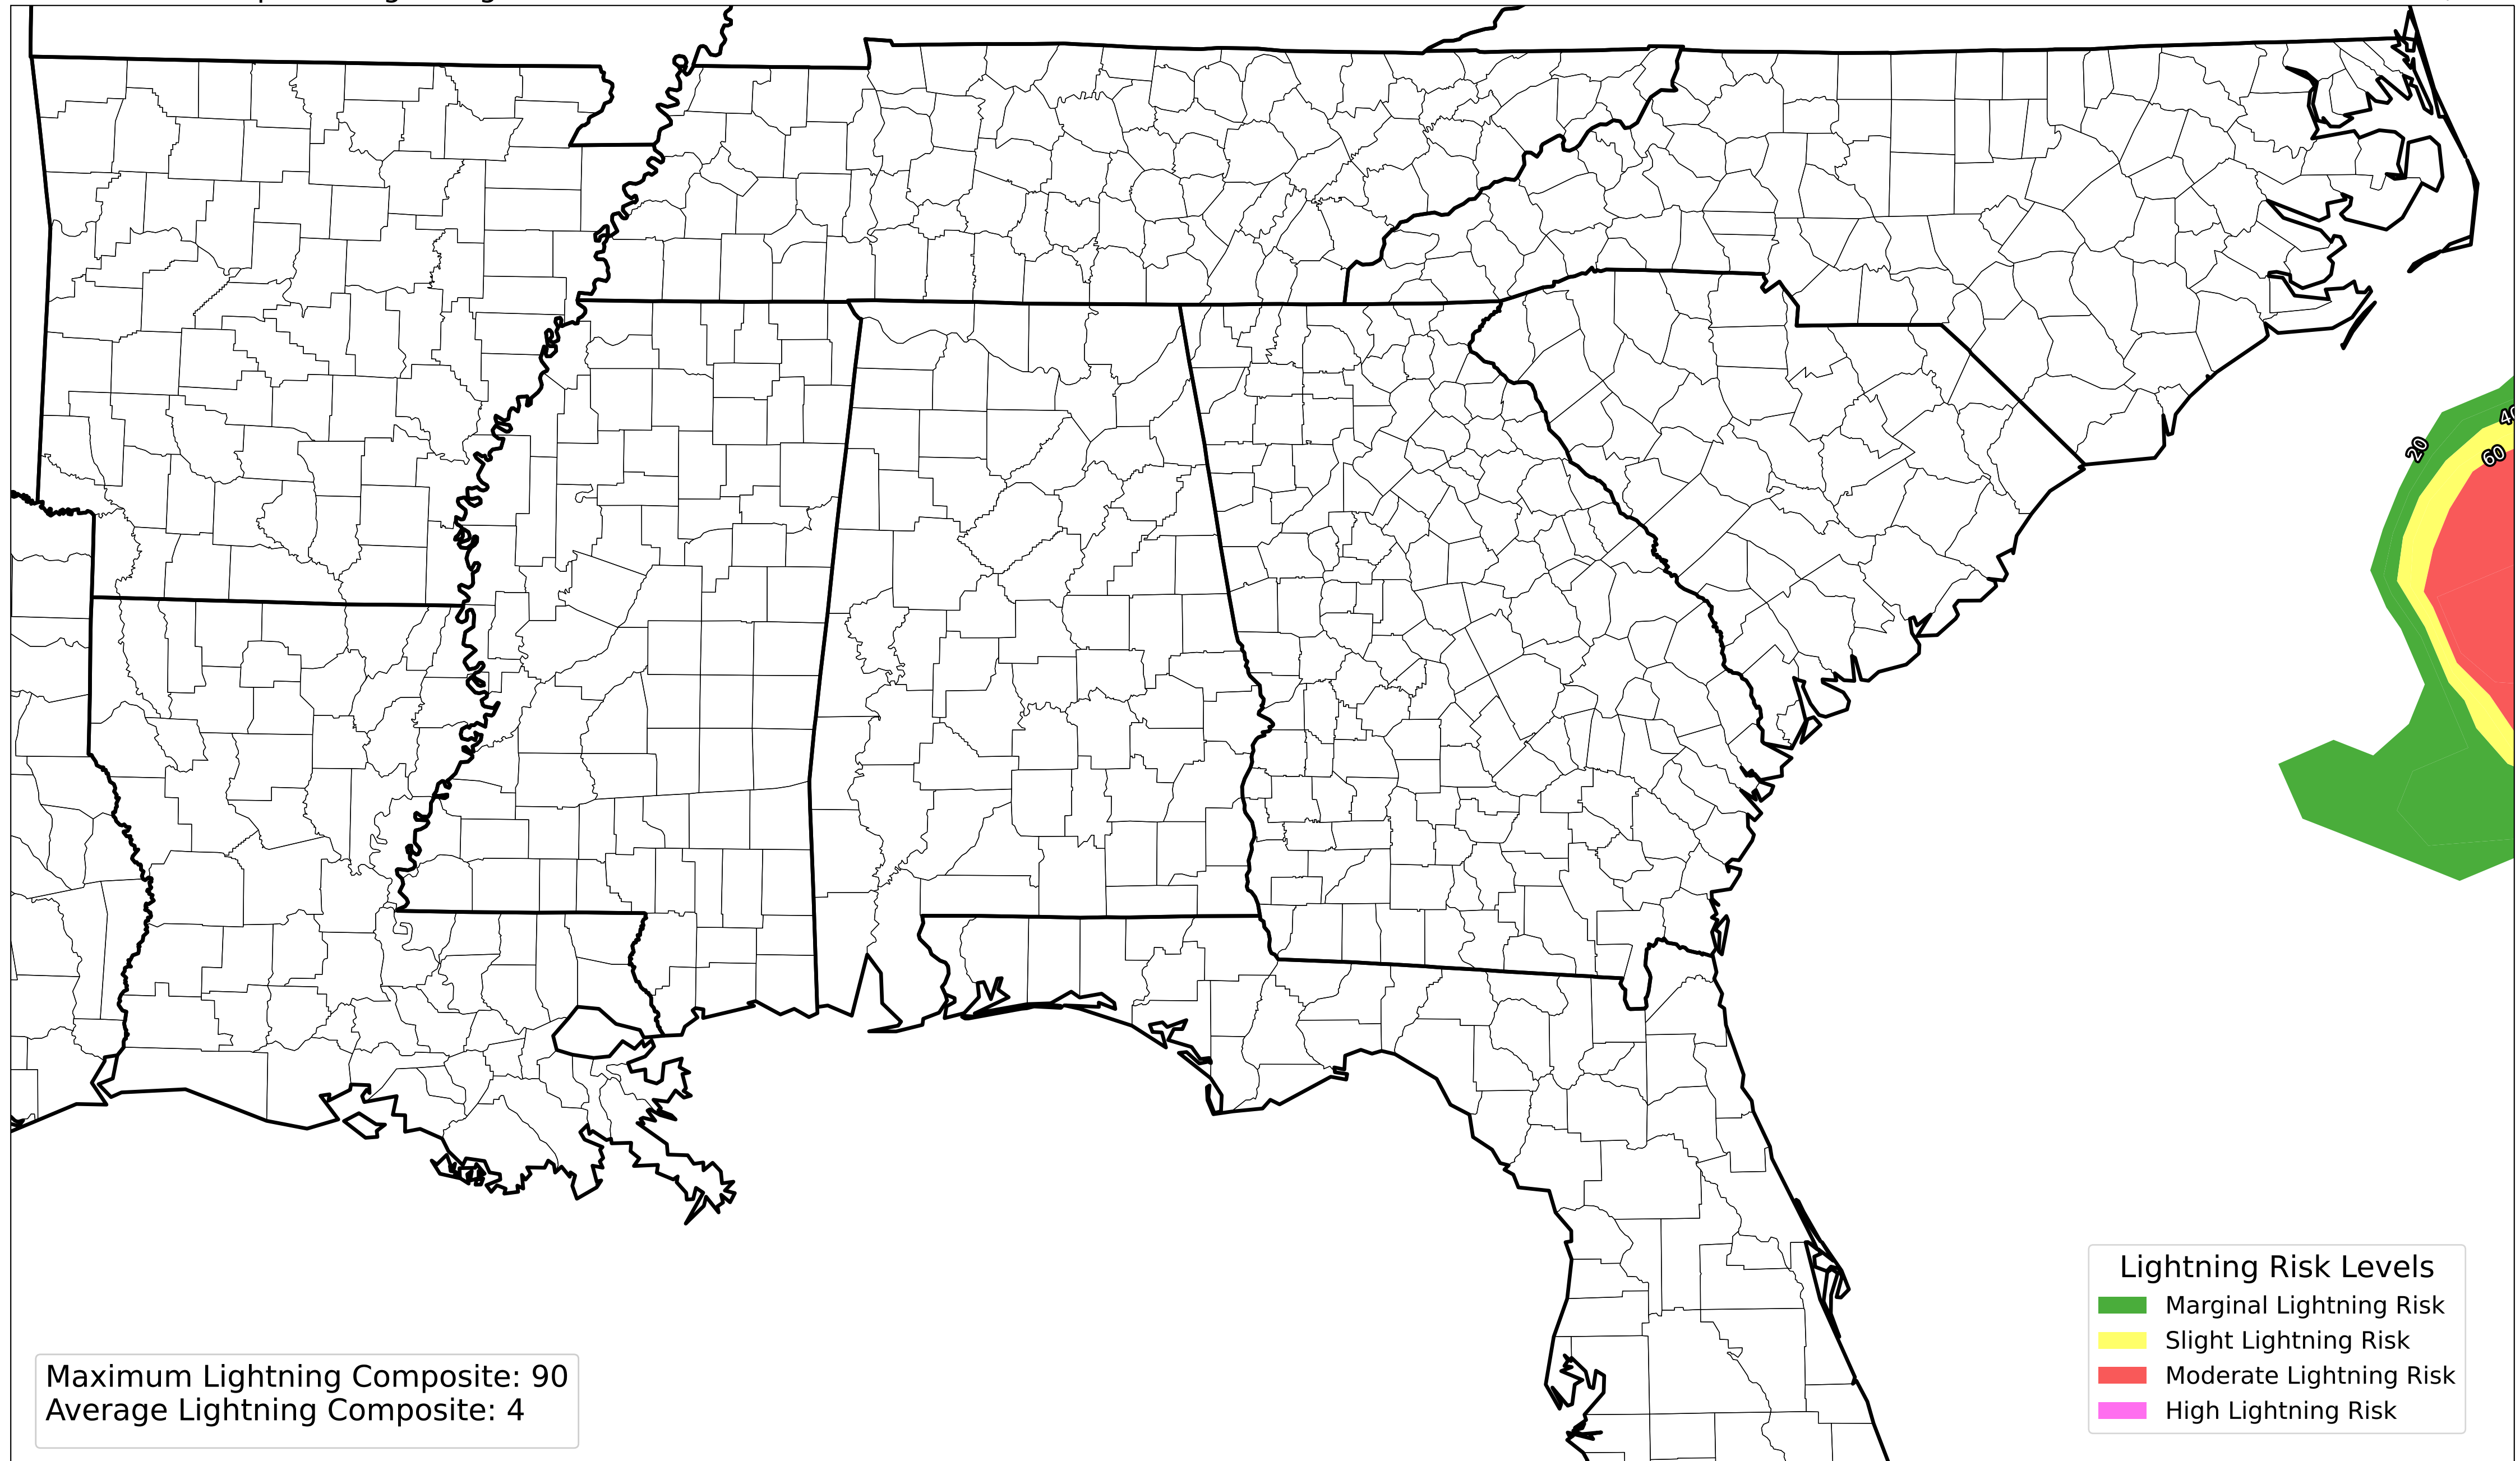 20
40
60
Lightning Risk Levels
Marginal Lightning Risk
Slight Lightning Risk
Moderate Lightning Risk
High Lightning Risk
Maximum Lightning Composite: 90
Average Lightning Composite: 4